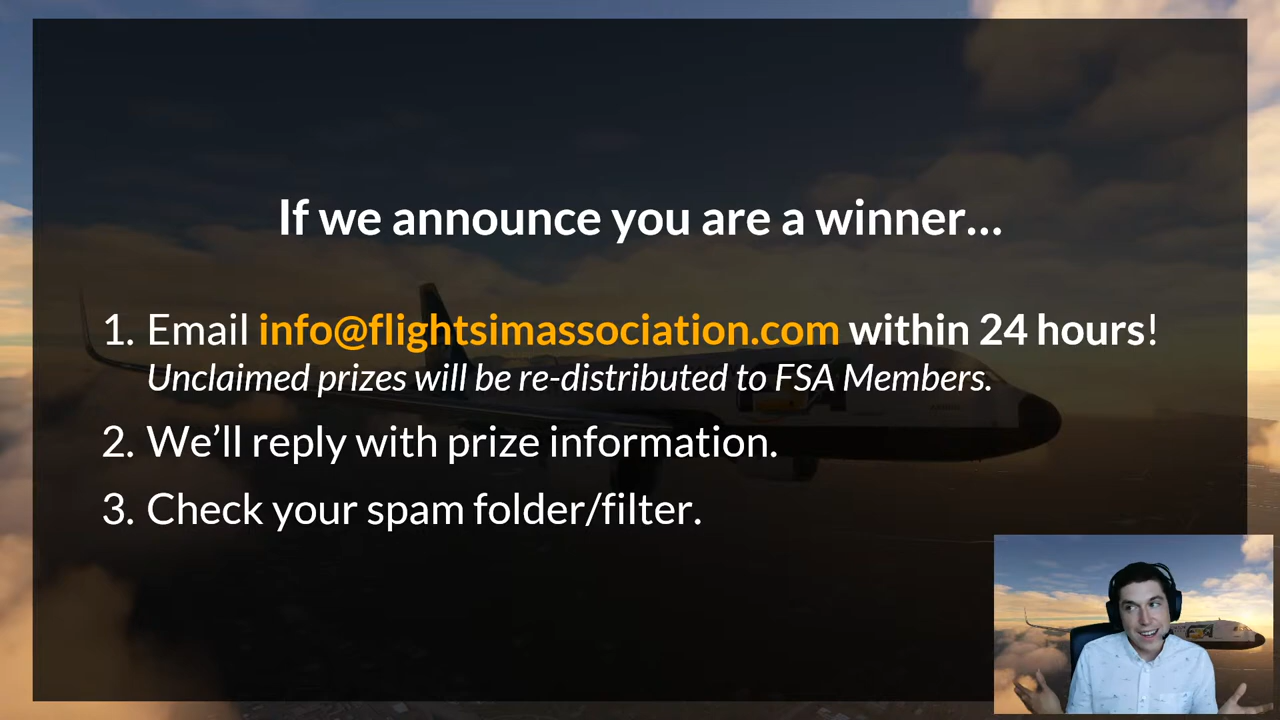 If we announce you are a winner...
1. Email info@flightsimassociation.com within 24 hours!
Unclaimed prizes will be re-distributed to FSA Members.
2. We’ll reply with prize information.
3. Check your spam folder/filter.